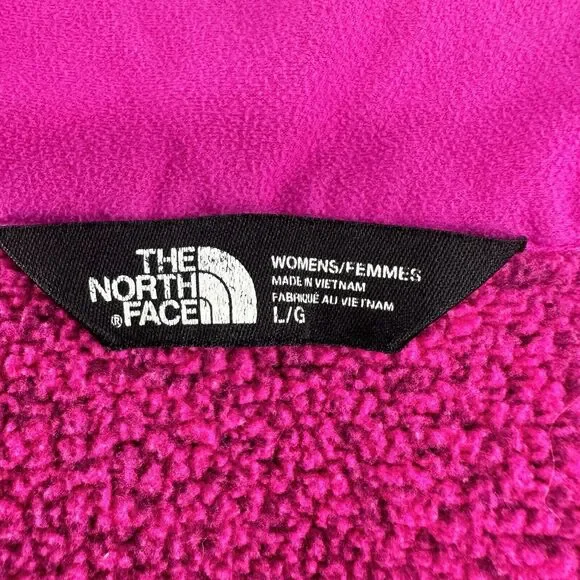 THE
NORTH
® FACE
WOMENS/FEMMES
MADE IN VIETNAM
FABRIQUÉ AU VIETNAM
L/G